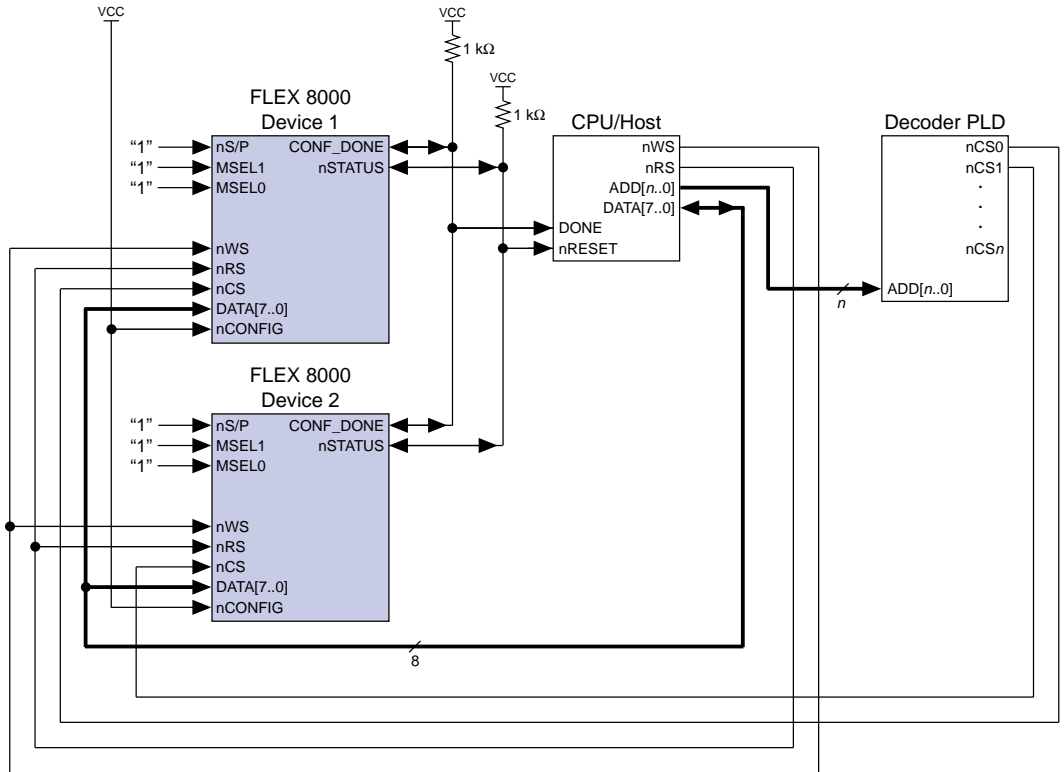 VCC
VCC
1 kΩ
VCC
1 kΩ
FLEX 8000
Device 1
“1”
“1”
“1”
nS/P
MSEL1
MSEL0
CONF_DONE
nSTATUS
nWS
nRS
nCS
DATA[7..0]
nCONFIG
CPU/Host
nWS
nRS
ADD[n..0]
DATA[7..0]
DONE
nRESET
Decoder PLD
nCS0
nCS1
.
.
.
nCSn
ADD[n..0]
n
FLEX 8000
Device 2
“1”
“1”
“1”
nS/P
MSEL1
MSEL0
CONF_DONE
nSTATUS
nWS
nRS
nCS
DATA[7..0]
nCONFIG
8